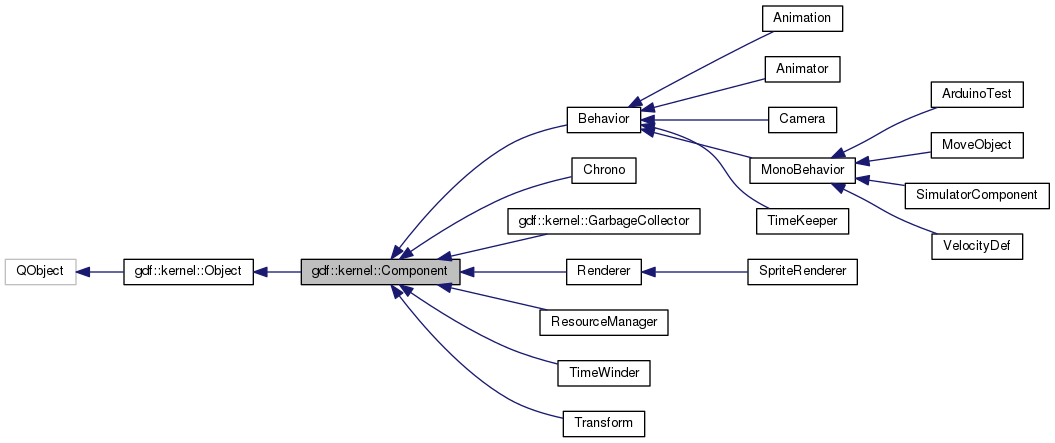 Animation
Animator
ArduinoTest
Behavior
Camera
MoveObject
Chrono
MonoBehavior
SimulatorComponent
gdf::kernel::GarbageCollector
TimeKeeper
VelocityDef
QObject
gdf::kernel::Object
gdf::kernel::Component
Renderer
SpriteRenderer
ResourceManager
TimeWinder
Transform